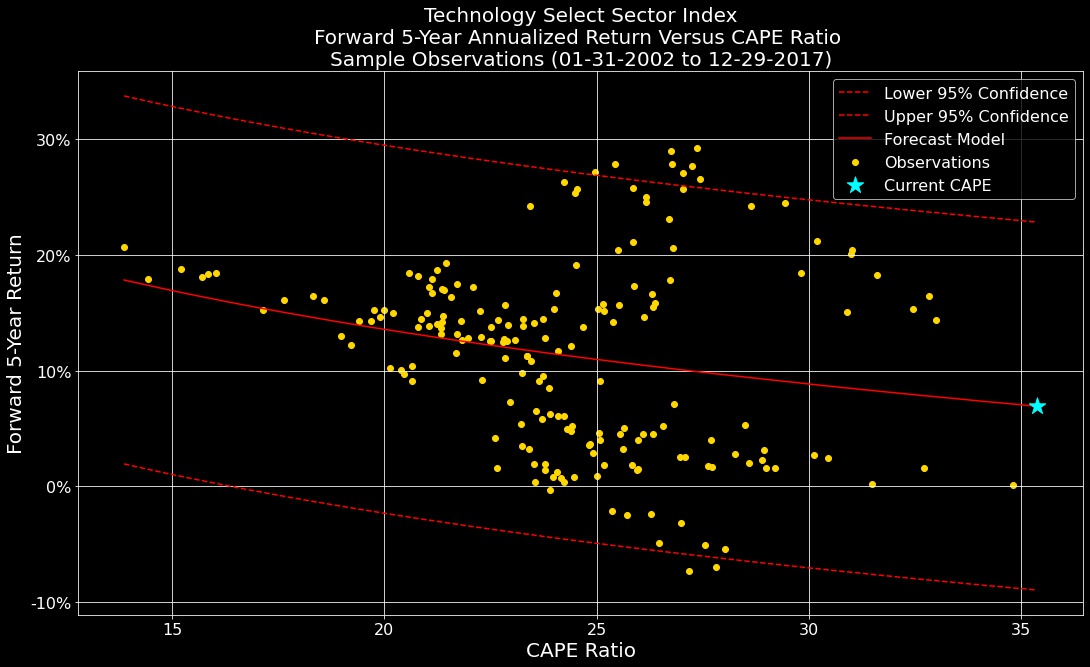 Technology Select Sector Index
Forward 5-Year Annualized Return Versus CAPE Ratio
Sample Observations (01-31-2002 to 12-29-2017)
Lower 95% Confidence
Upper 95% Confidence
Forecast Model
Observations
Current CAPE
Forward 5-Year Return
30%
20%
10%
0%
-10%
15
20
25
30
35
CAPE Ratio